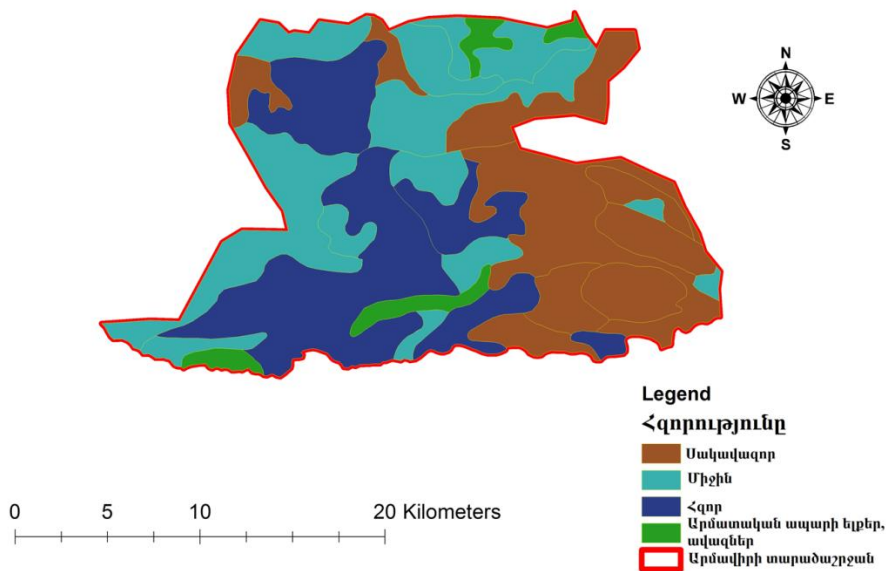 N
W E
S
Legend
Հզորությունը
Սակավազոր
Միջին
Հզոր
Արմատական ապարի ելքեր,
ավազներ
Արմավիրի տարածաշրջան
0 5 10 20 Kilometers